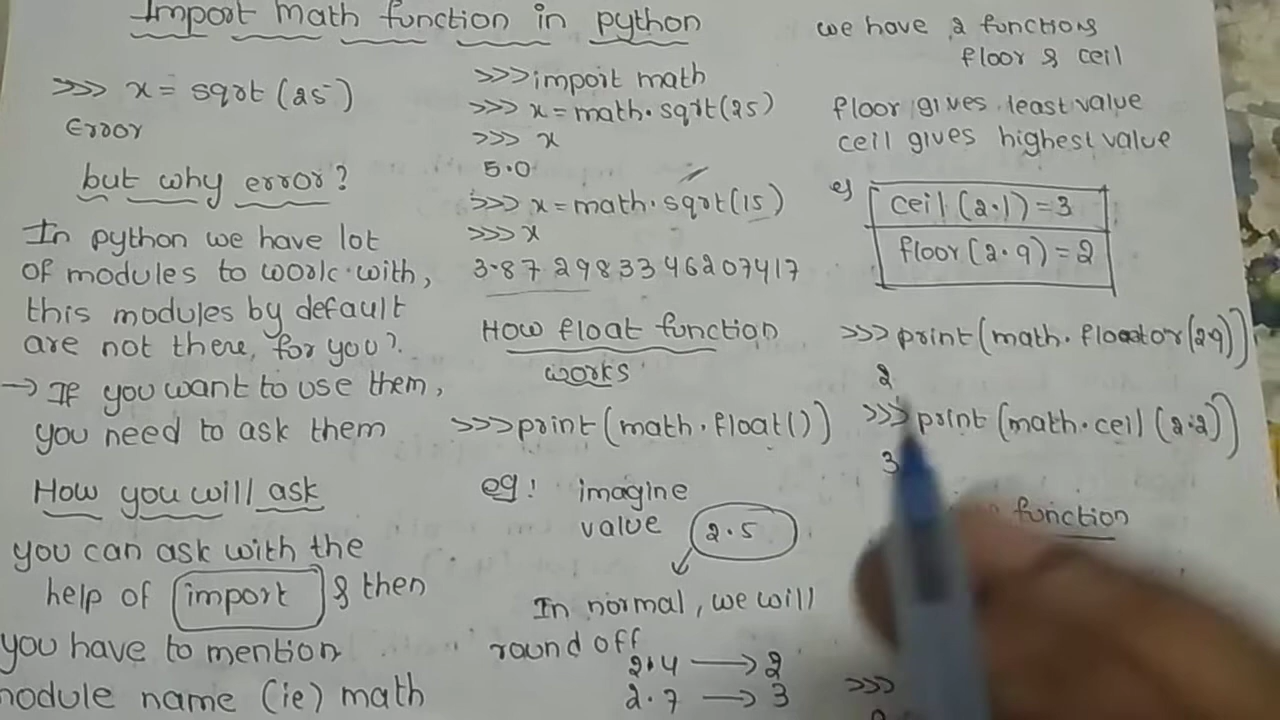 Import math function in python
>>> x = sqrt (25)
Error
but why error?
In python we have lot
of modules to work with,
this modules by default
are not there, for you?.
→ If you want to use them,
you need to ask them
How you will ask
you can ask with the
help of import & then
you have to mention
module name (ie) math
>>> import math
>>> x = math.sqrt(25)
>>> x
5.0
>>> x = math.sqrt(15)
>>> x
3.872983346207417
How float function
works
>>> print (math.float())
eg: imagine
value 2.5
In normal, we will
round off
2.4 → 2
2.7 → 3
we have 2 functions
floor & ceil
floor gives least value
ceil gives highest value
eg ceil (2.1) = 3
floor (2.9) = 2
>>> print (math.floor(2.9))
2
>>> print (math.ceil (2.2))
3
function
>>>